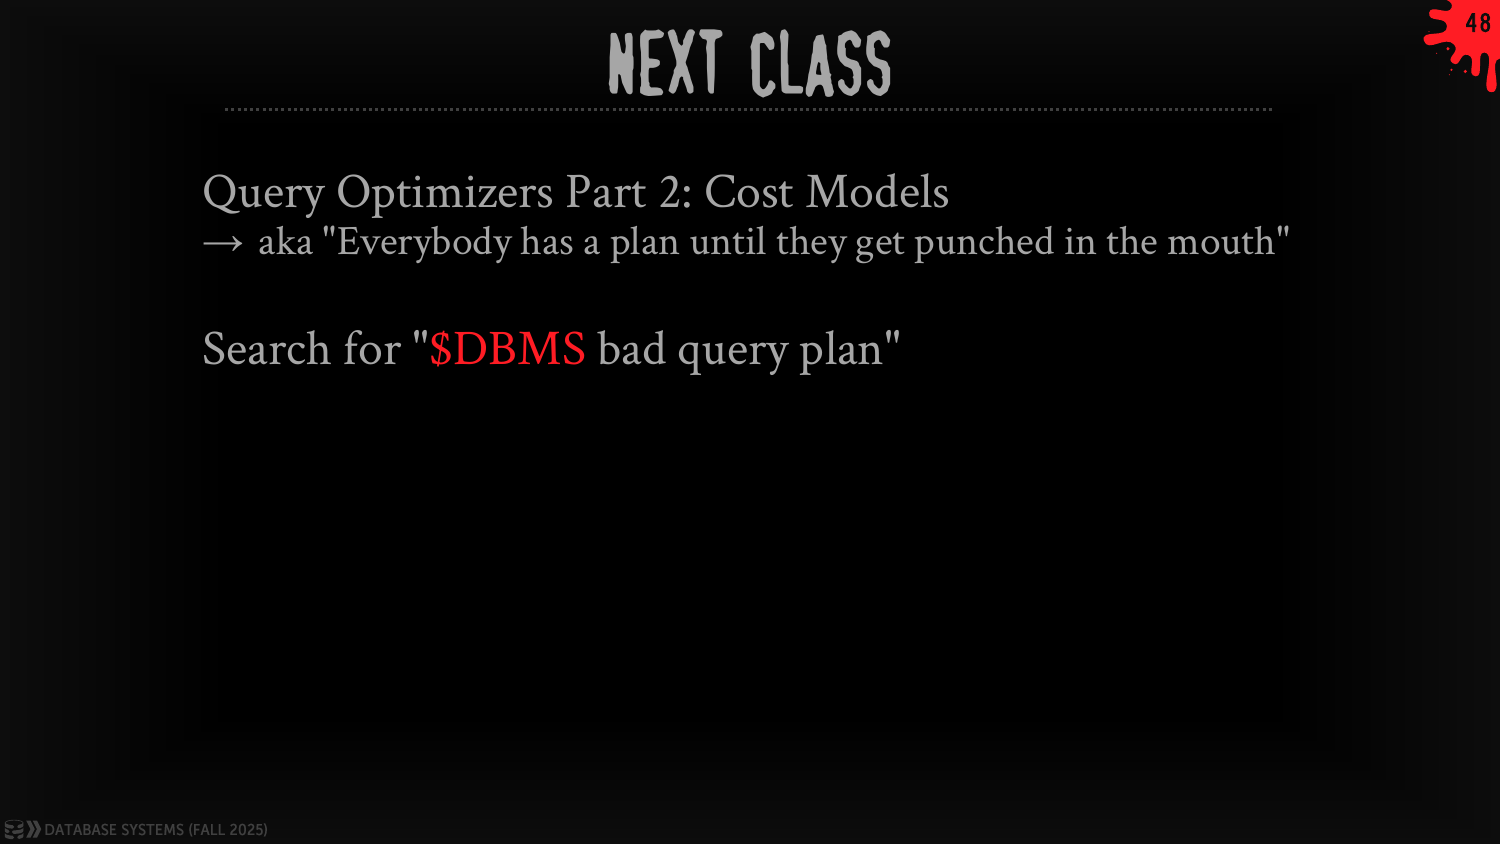 48
NEXT CLASS
Query Optimizers Part 2: Cost Models
→ aka "Everybody has a plan until they get punched in the mouth"
Search for "$DBMS bad query plan"
DATABASE SYSTEMS (FALL 2025)